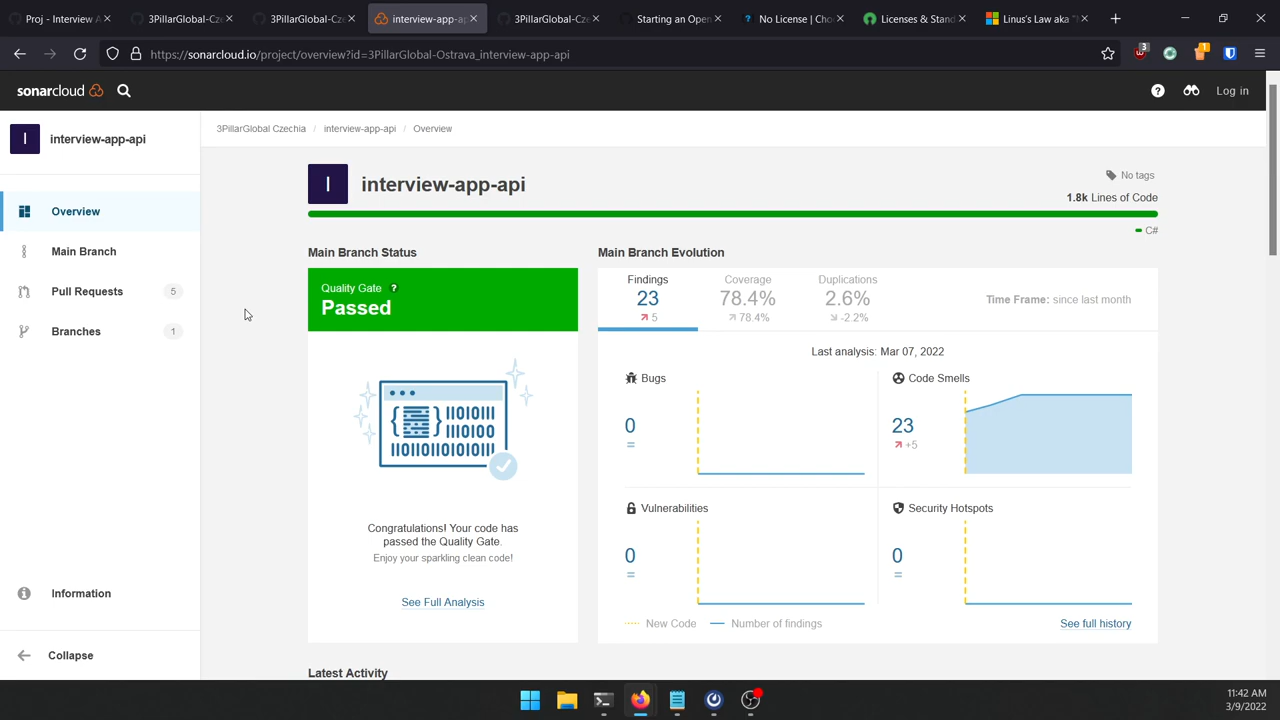 Proj - Interview A
3PillarGlobal-Cze
3PillarGlobal-Cze
interview-app-ap
3PillarGlobal-Cze
Starting an Open
No License | Cho
Licenses & Stand
Linus's Law aka "
https://sonarcloud.io/project/overview?id=3PillarGlobal-Ostrava_interview-app-api
3
1
sonarcloud
Log in
I
interview-app-api
Overview
Main Branch
Pull Requests 5
Branches 1
Information
Collapse
3PillarGlobal Czechia / interview-app-api / Overview
I
interview-app-api
No tags
1.8k Lines of Code
C#
Main Branch Status
Quality Gate ?
Passed
Congratulations! Your code has
passed the Quality Gate.
Enjoy your sparkling clean code!
See Full Analysis
Main Branch Evolution
Findings
23
5
Coverage
78.4%
78.4%
Duplications
2.6%
-2.2%
Time Frame: since last month
Last analysis: Mar 07, 2022
Bugs
0
=
Code Smells
23
+5
Vulnerabilities
0
=
Security Hotspots
0
=
New Code
Number of findings
See full history
Latest Activity
11:42 AM
3/9/2022